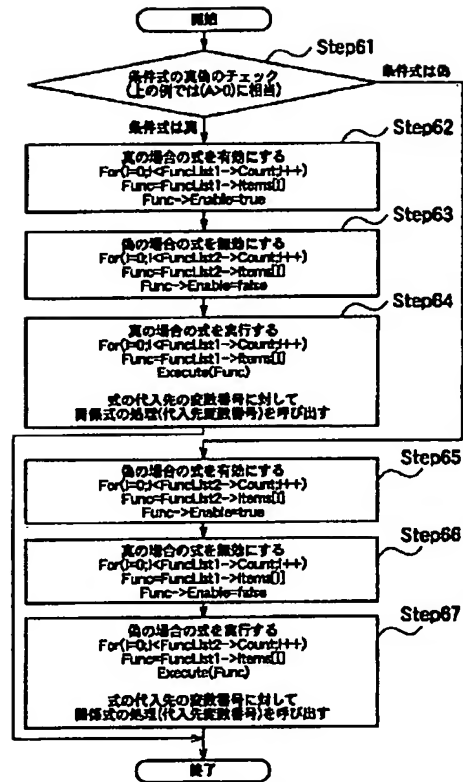 開始
Step61
条件式の真偽のチェック
(上の例では(A>0)に相当)
条件式は偽
条件式は真
Step62
真の場合の式を有効にする
For(i=0;i<FuncList1->Count;i++)
Func=FuncList1->Items[i]
Func->Enable=true
Step63
偽の場合の式を無効にする
For(i=0;i<FuncList2->Count;i++)
Func=FuncList2->Items[i]
Func->Enable=false
Step64
真の場合の式を実行する
For(i=0;i<FuncList1->Count;i++)
Func=FuncList1->Items[i]
Execute(Func)
式の代入先の変数番号に対して
関係式の処理(代入先変数番号)を呼び出す
Step65
偽の場合の式を有効にする
For(i=0;i<FuncList2->Count;i++)
Func=FuncList2->Items[i]
Func->Enable=true
Step66
真の場合の式を無効にする
For(i=0;i<FuncList1->Count;i++)
Func=FuncList1->Items[i]
Func->Enable=false
Step67
偽の場合の式を実行する
For(i=0;i<FuncList2->Count;i++)
Func=FuncList1->Items[i]
Execute(Func)
式の代入先の変数番号に対して
関係式の処理(代入先変数番号)を呼び出す
終了